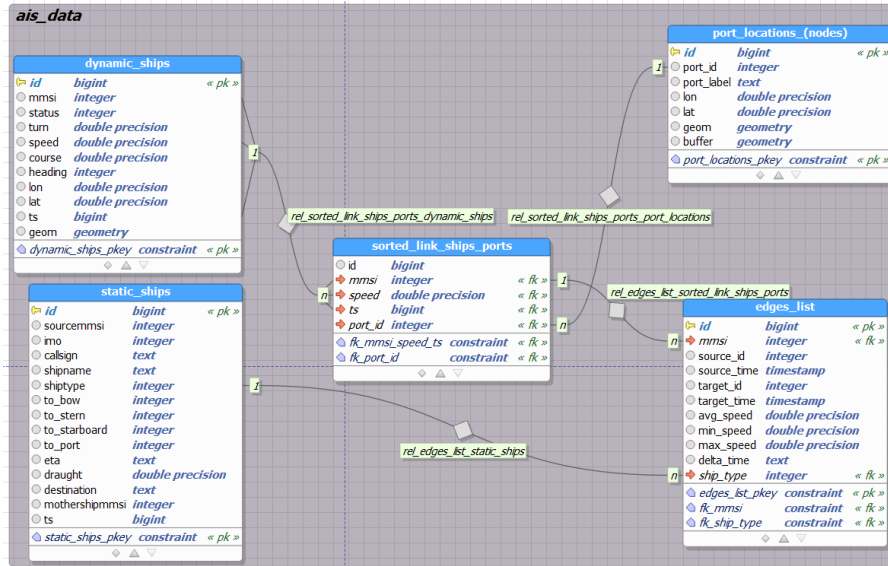 ais_data
dynamic_ships
id bigint « pk »
mmsi integer
status integer
turn double precision
speed double precision
course double precision
heading integer
lon double precision
lat double precision
ts bigint
geom geometry
dynamic_ships_pkey constraint « pk »
static_ships
id bigint « pk »
sourcemmsi integer
imo integer
callsign text
shipname text
shiptype integer
to_bow integer
to_stern integer
to_starboard integer
to_port integer
eta text
draught double precision
destination text
mothershipmmsi integer
ts bigint
static_ships_pkey constraint « pk »
1
rel_sorted_link_ships_ports_dynamic_ships
n
sorted_link_ships_ports
id bigint
mmsi integer « fk »
speed double precision « fk »
ts bigint « fk »
port_id integer « fk »
fk_mmsi_speed_ts constraint « fk »
fk_port_id constraint « fk »
1
rel_edges_list_static_ships
n
port_locations_(nodes)
id bigint « pk »
port_id integer
port_label text
lon double precision
lat double precision
geom geometry
buffer geometry
port_locations_pkey constraint « pk »
1
rel_sorted_link_ships_ports_port_locations
n
1
rel_edges_list_sorted_link_ships_ports
n
edges_list
id bigint « pk »
mmsi integer « fk »
source_id integer
source_time timestamp
target_id integer
target_time timestamp
avg_speed double precision
min_speed double precision
max_speed double precision
delta_time text
ship_type integer « fk »
edges_list_pkey constraint « pk »
fk_mmsi constraint « fk »
fk_ship_type constraint « fk »